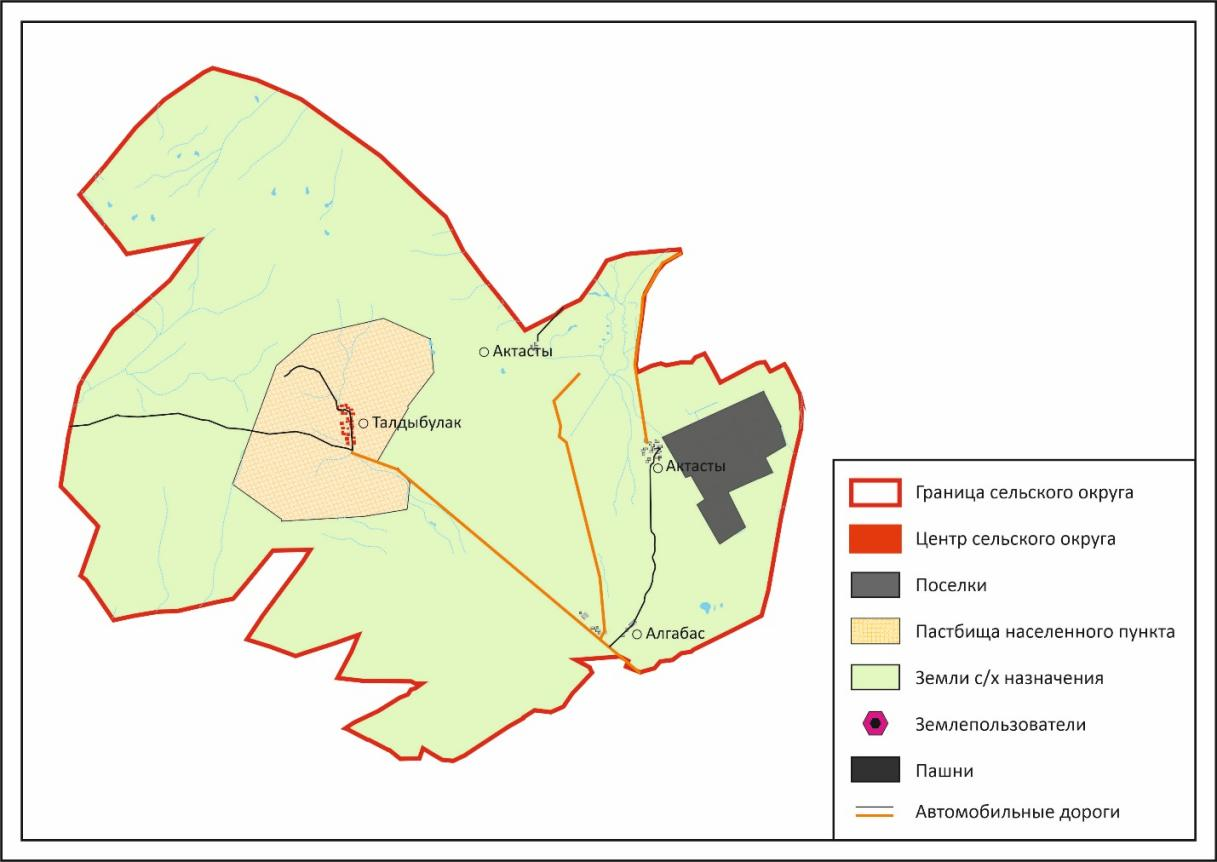 Актасты
Талдыбулак
Актасты
Алгабас
Граница сельского округа
Центр сельского округа
Поселки
Пастбища населенного пункта
Земли с/х назначения
Землепользователи
Пашни
Автомобильные дороги